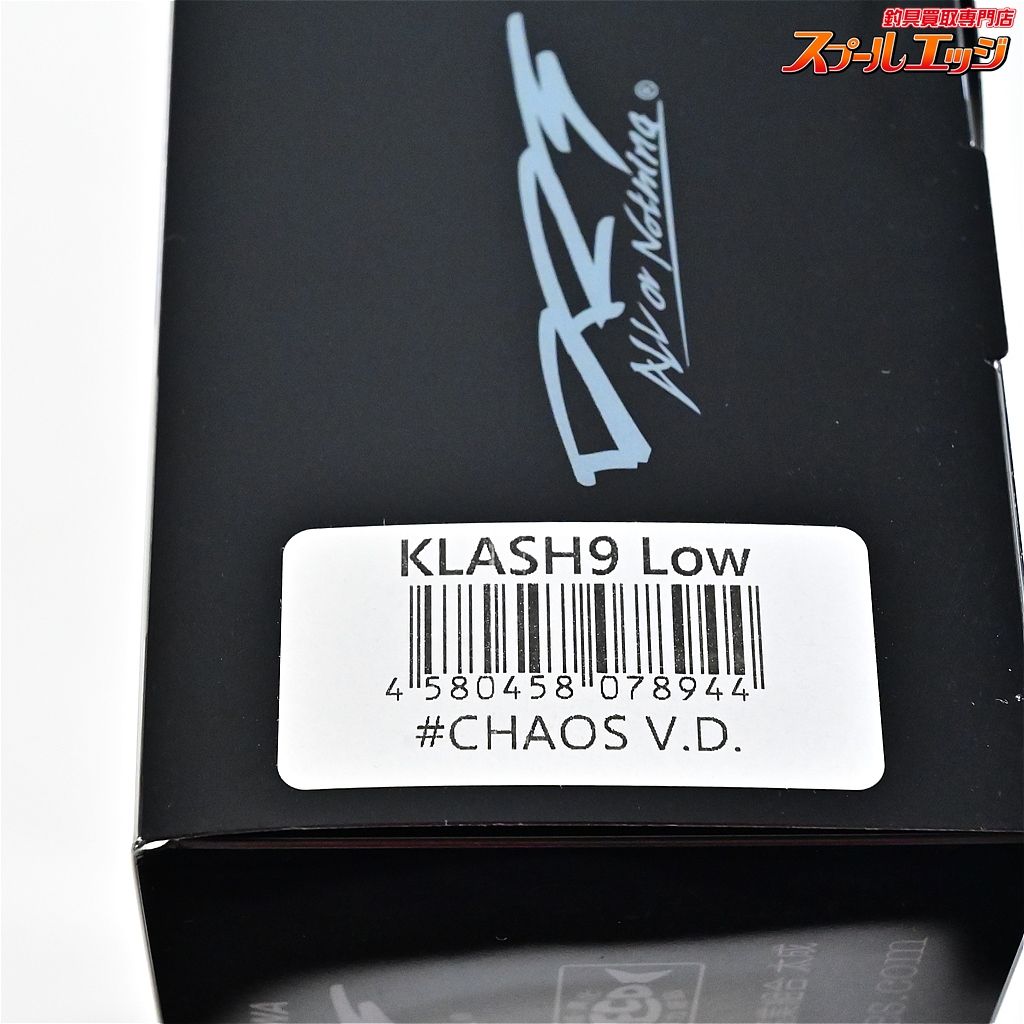 釣具買取専門店
スプールエッジ
DRT
All or Nothing®
KLASH9 Low
4 580458 078944
#CHAOS V.D.